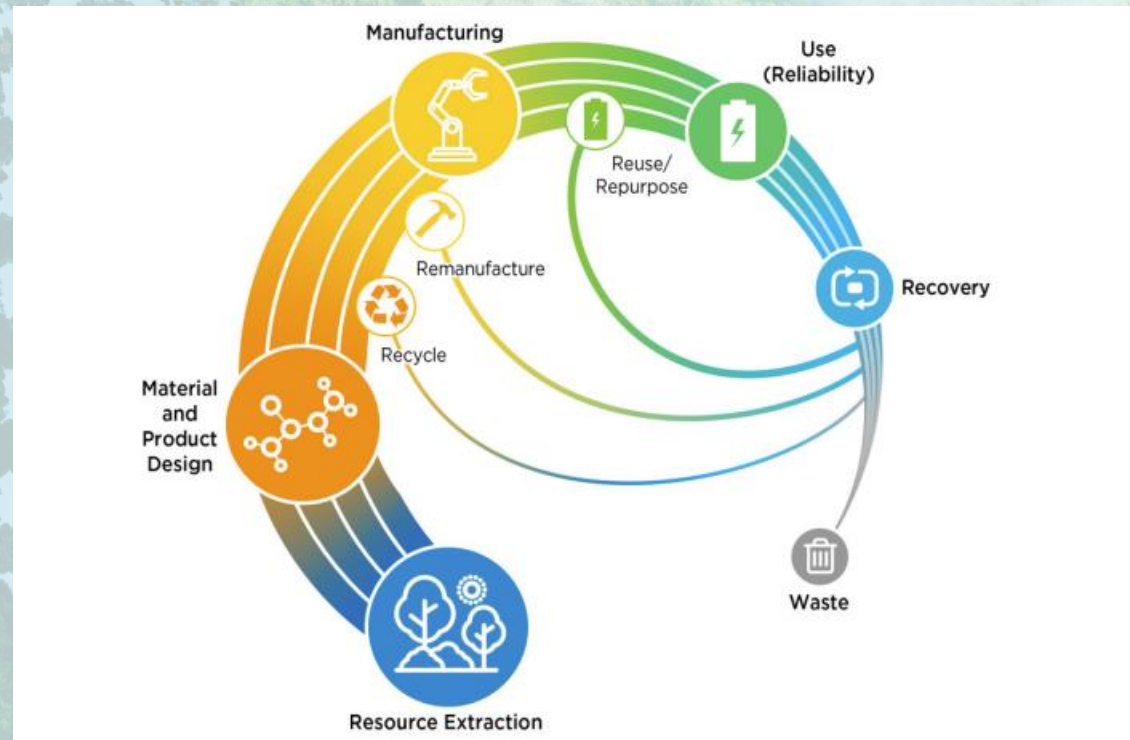 Manufacturing
Use
(Reliability)
Reuse/
Repurpose
Remanufacture
Recovery
Recycle
Material
and
Product
Design
Waste
Resource Extraction